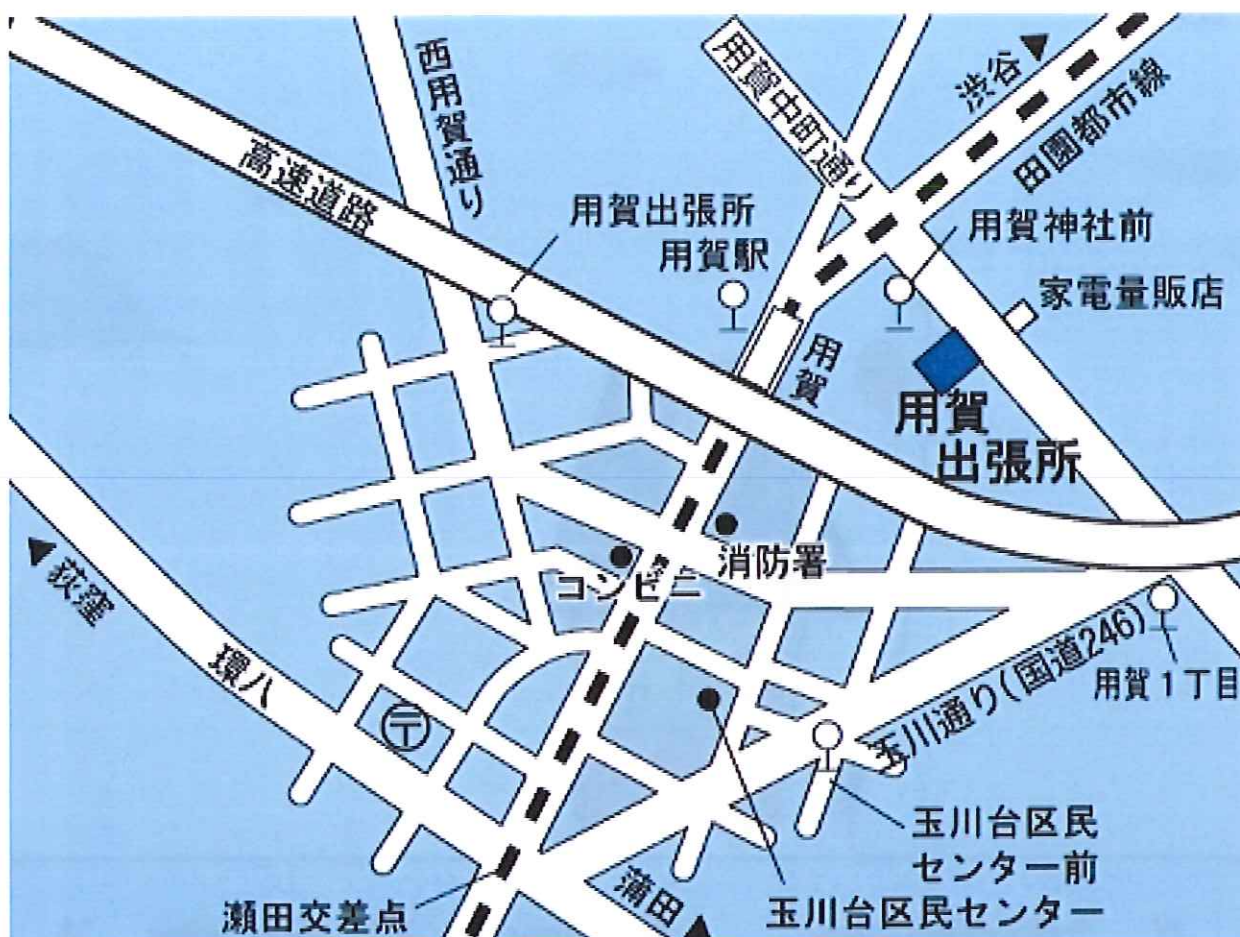 西用賀通り
用賀中町通り
渋谷▶
田園都市線
高速道路
用賀出張所
用賀駅
用賀神社前
家電量販店
用賀
用賀
出張所
◀荻窪
環八
コンビニ
消防署
玉川通り(国道246)
用賀1丁目
〒
玉川台区民
センター前
瀬田交差点
蒲田▶
玉川台区民センター